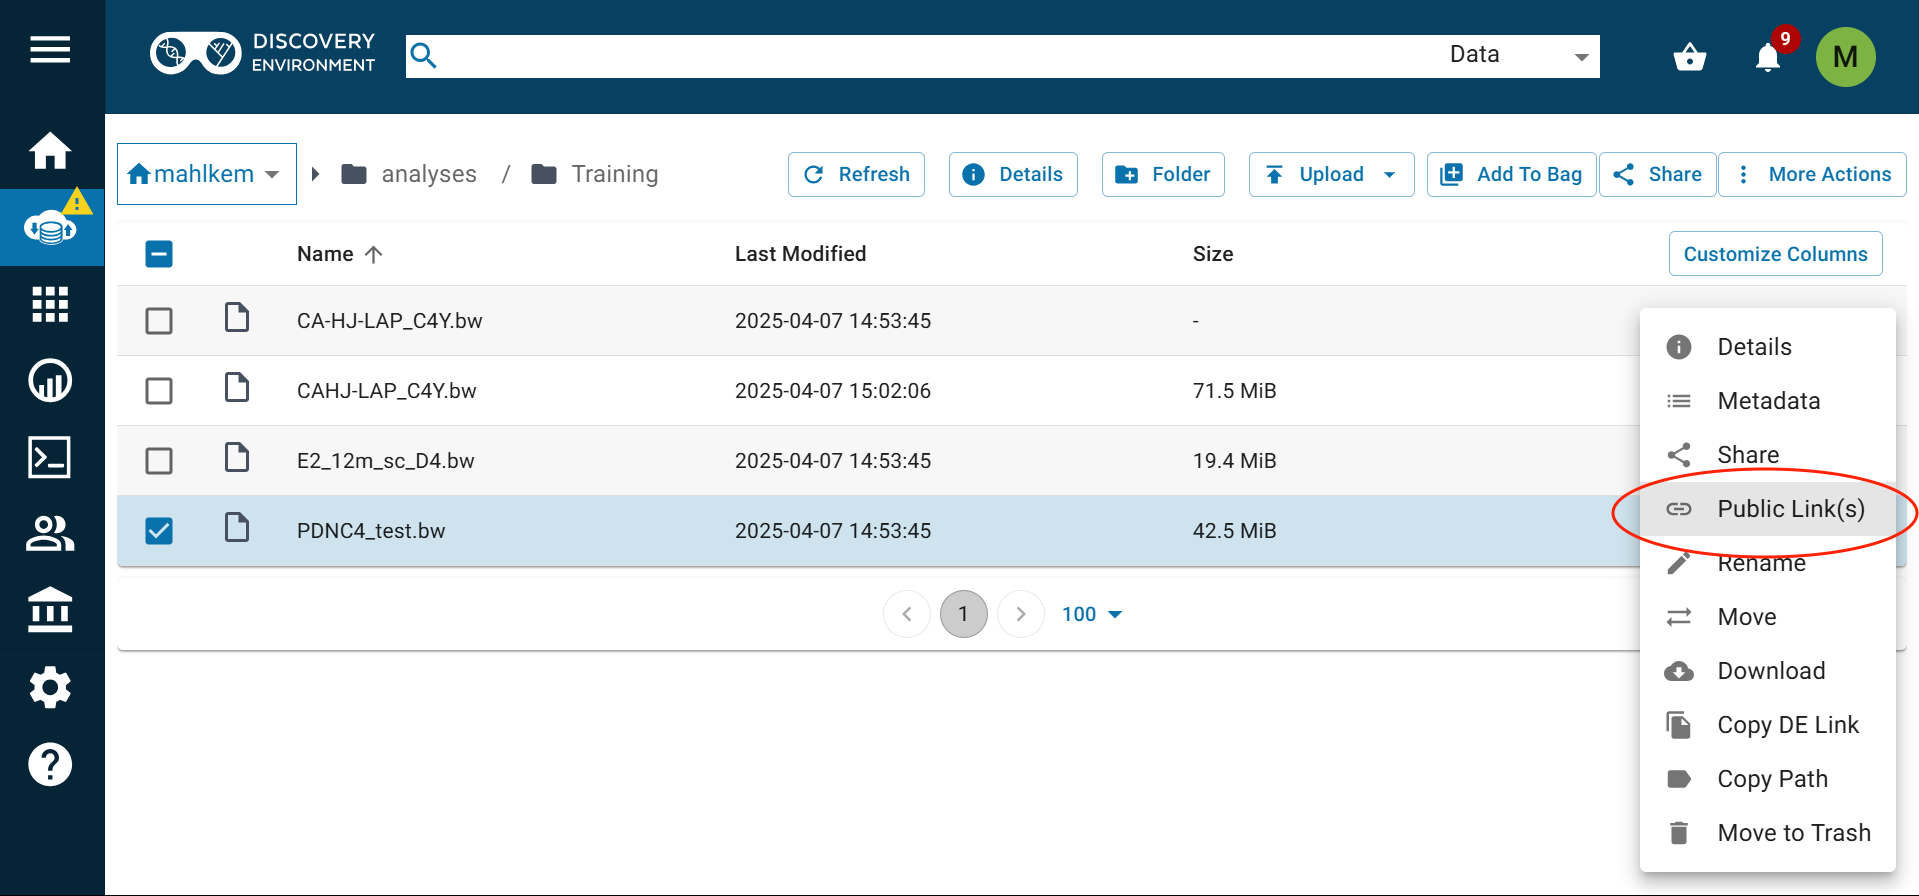 DISCOVERY
ENVIRONMENT
Data
9
M
mahlkem
analyses / Training
Refresh
Details
Folder
Upload
Add To Bag
Share
More Actions
Name
Last Modified
Size
Customize Columns
CA-HJ-LAP_C4Y.bw 2025-04-07 14:53:45 -
CAHJ-LAP_C4Y.bw 2025-04-07 15:02:06 71.5 MiB
E2_12m_sc_D4.bw 2025-04-07 14:53:45 19.4 MiB
PDNC4_test.bw 2025-04-07 14:53:45 42.5 MiB
1
100
Details
Metadata
Share
Public Link(s)
Rename
Move
Download
Copy DE Link
Copy Path
Move to Trash